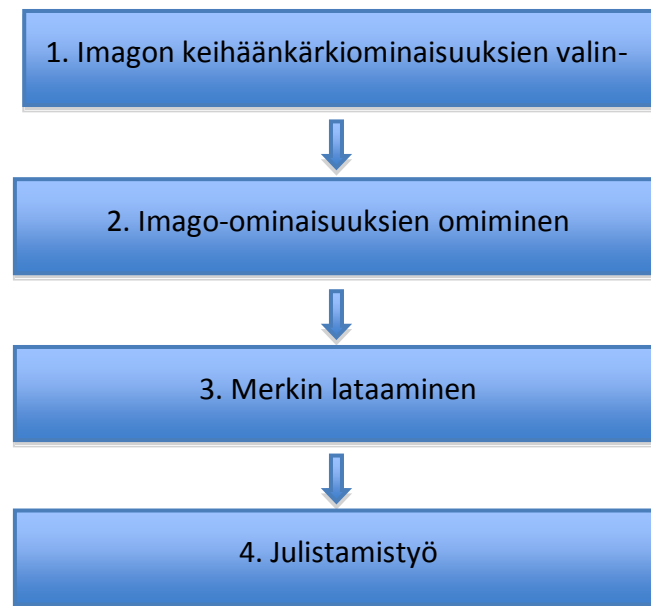 1. Imagon keihäänkärkiominaisuuksien valin-
2. Imago-ominaisuuksien omiminen
3. Merkin lataaminen
4. Julistamistyö